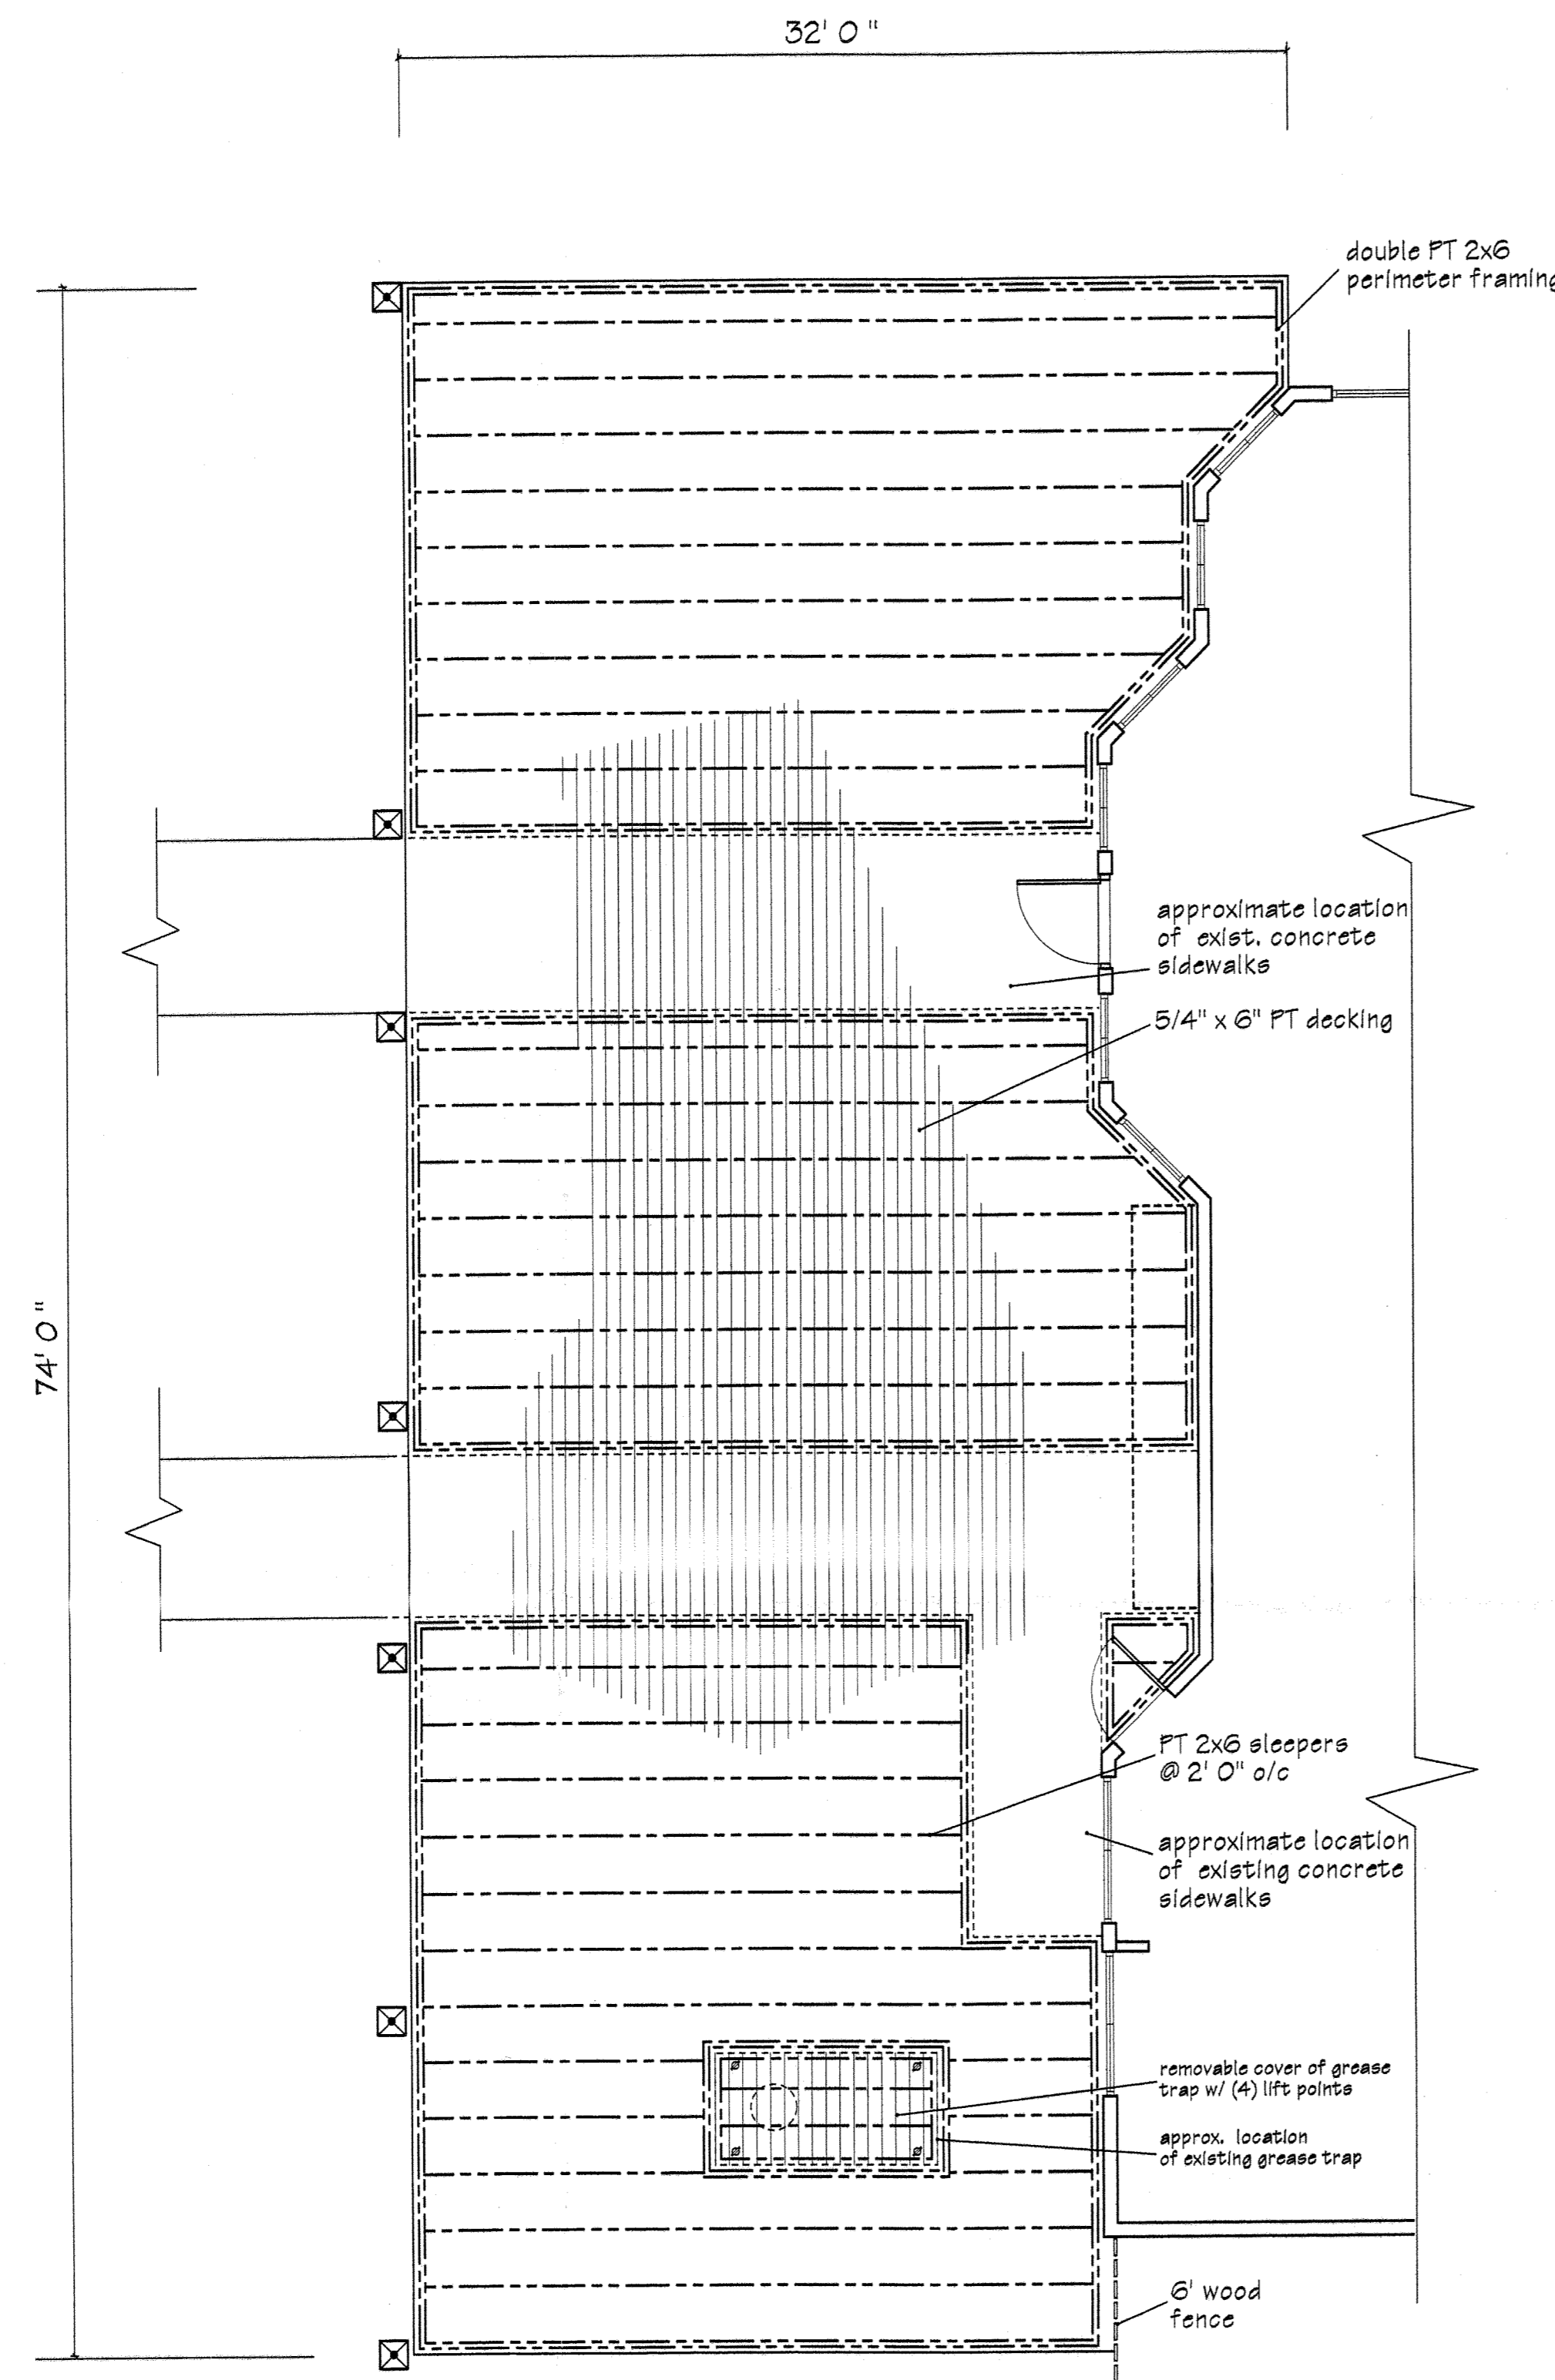 32' 0"
double PT 2x6
perimeter framing
approximate location
of exist. concrete
sidewalks
5/4" x 6" PT decking
74' 0"
PT 2x6 sleepers
@ 2' 0" o/c
approximate location
of existing concrete
sidewalks
removable cover of grease
trap w/ (4) lift points
approx. location
of existing grease trap
6' wood
fence